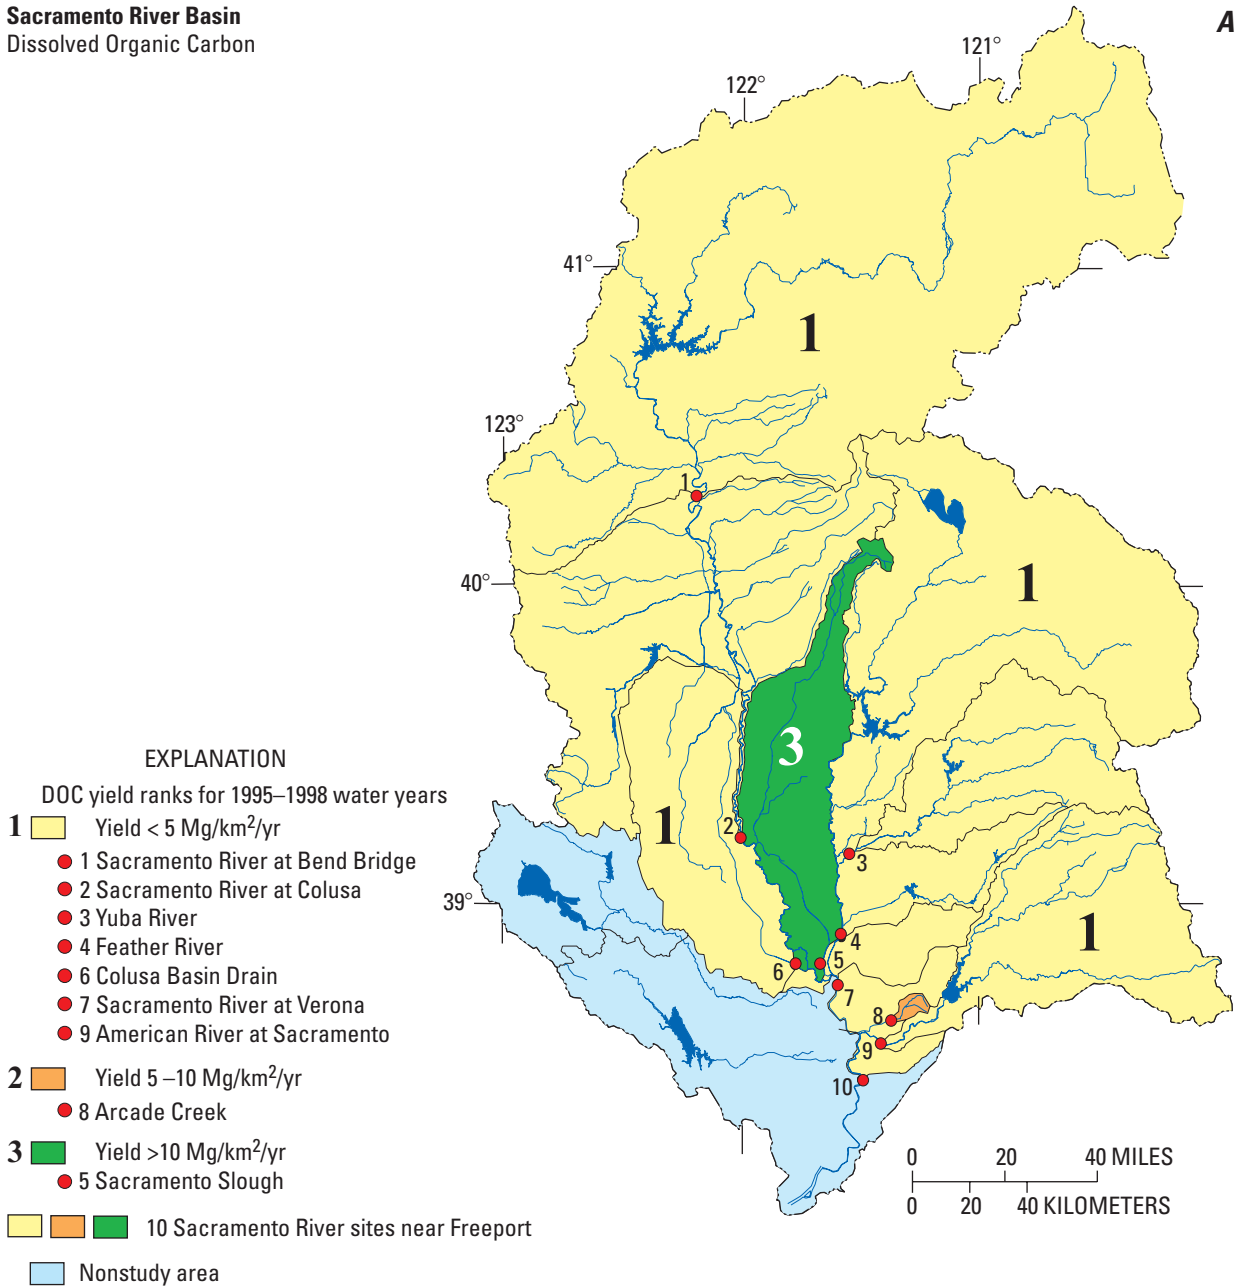 Sacramento River Basin
Dissolved Organic Carbon
A
121°
122°
41°
1
123°
1
40°
1
3
1
2
3
39°
1
4
6
5
7
8
9
10
EXPLANATION
DOC yield ranks for 1995–1998 water years
1 Yield < 5 Mg/km²/yr
1 Sacramento River at Bend Bridge
2 Sacramento River at Colusa
3 Yuba River
4 Feather River
6 Colusa Basin Drain
7 Sacramento River at Verona
9 American River at Sacramento
2 Yield 5 –10 Mg/km²/yr
8 Arcade Creek
3 Yield >10 Mg/km²/yr
5 Sacramento Slough
10 Sacramento River sites near Freeport
Nonstudy area
0 20 40 MILES
0 20 40 KILOMETERS